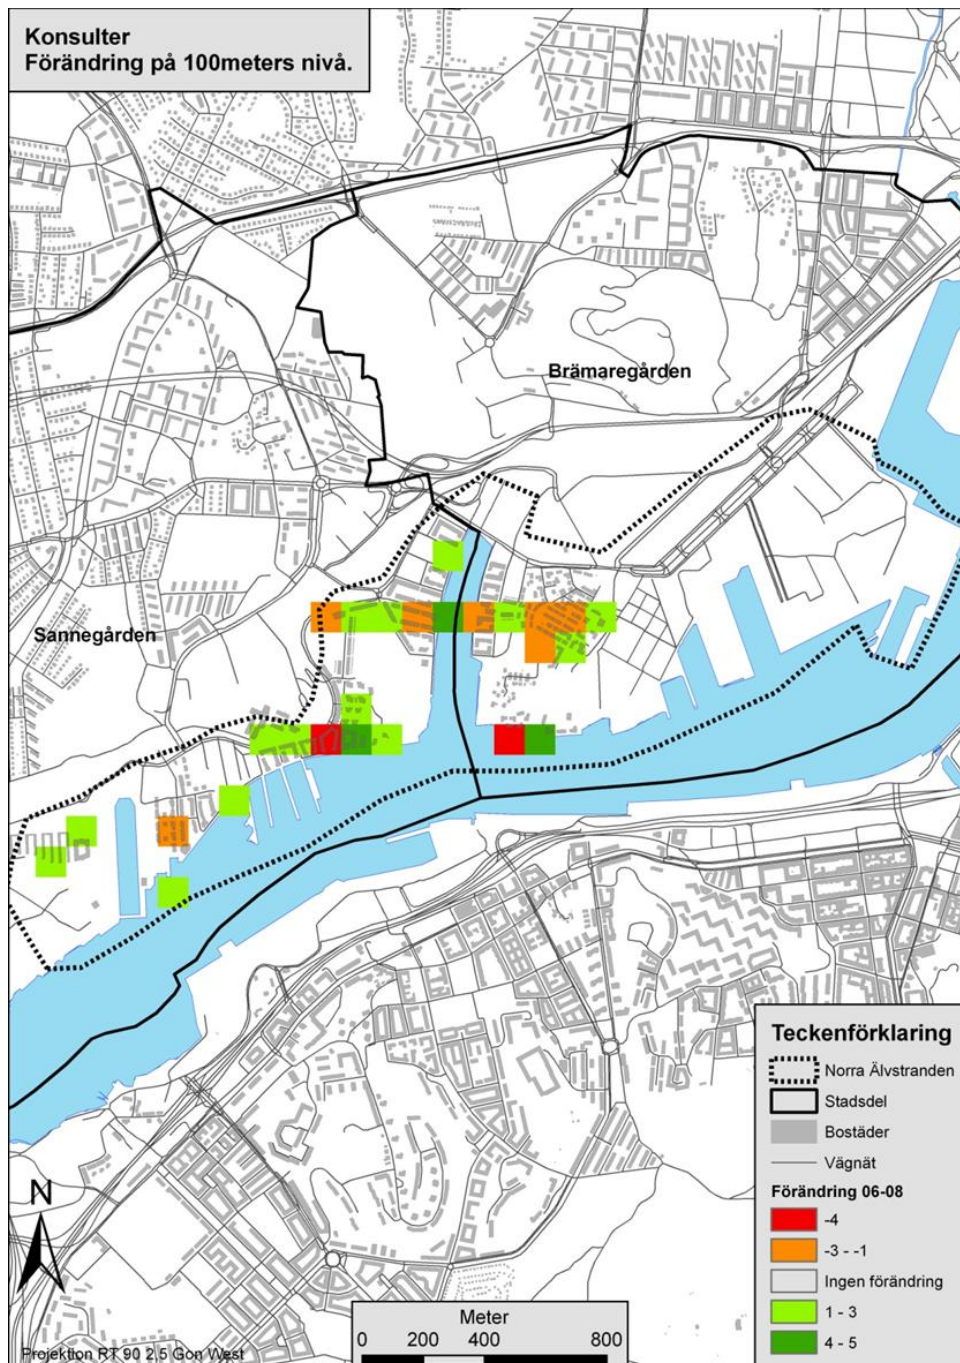 Konsulter
Förändring på 100meters nivå.
Brämaregården
Sannegården
Teckenförklaring
Norra Älvstranden
Stadsdel
Bostäder
Vägnät
Förändring 06-08
-4
-3 - -1
Ingen förändring
1 - 3
4 - 5
N
Meter
0 200 400 800
Projektion RT 90 2,5 Gon West